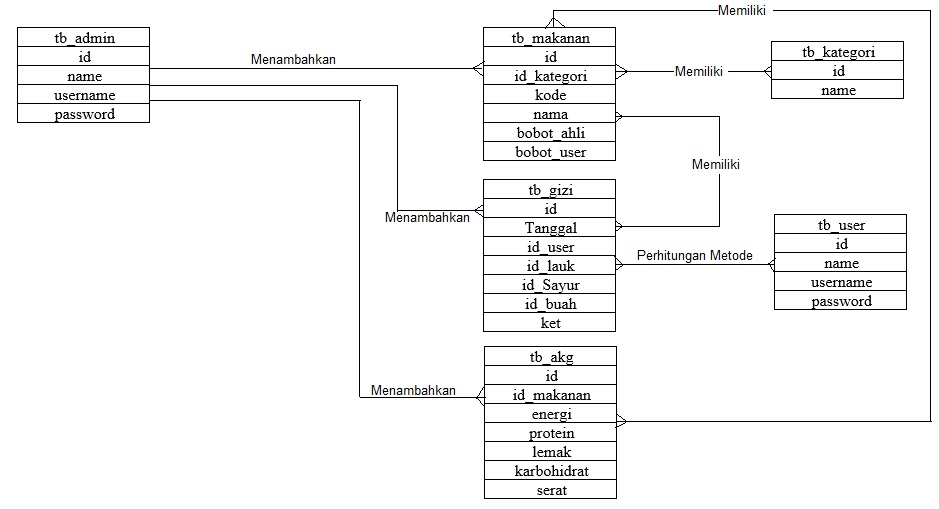 Memiliki
tb_admin
id
name
username
password
Menambahkan
tb_makanan
id
id_kategori
kode
nama
bobot_ahli
bobot_user
Memiliki
tb_kategori
id
name
Memiliki
Menambahkan
tb_gizi
id
Tanggal
id_user
id_lauk
id_Sayur
id_buah
ket
Perhitungan Metode
tb_user
id
name
username
password
Menambahkan
tb_akg
id
id_makanan
energi
protein
lemak
karbohidrat
serat